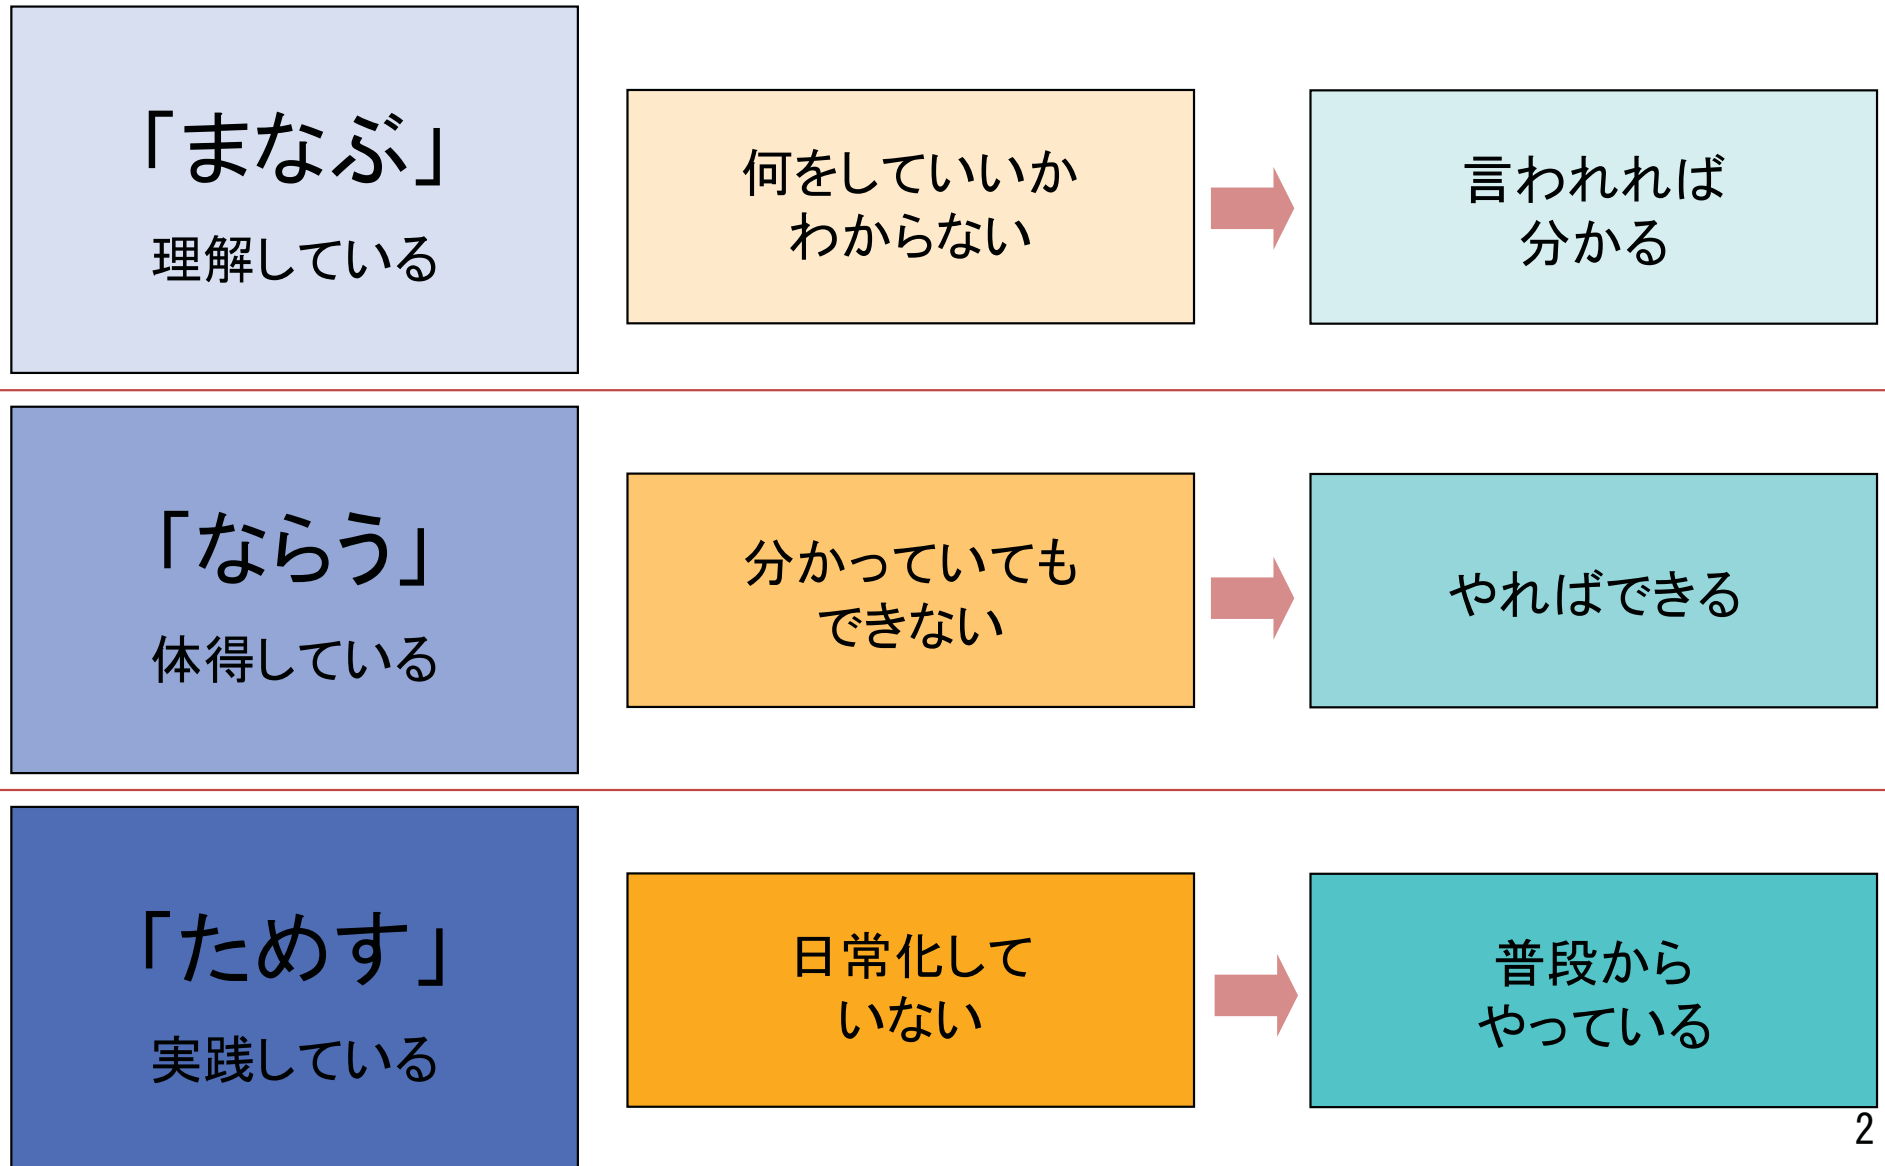 「まなぶ」
理解している
何をしていいか
わからない
言われれば
分かる
「ならう」
体得している
分かっていても
できない
やればできる
「ためす」
実践している
日常化して
いない
普段から
やっている
2